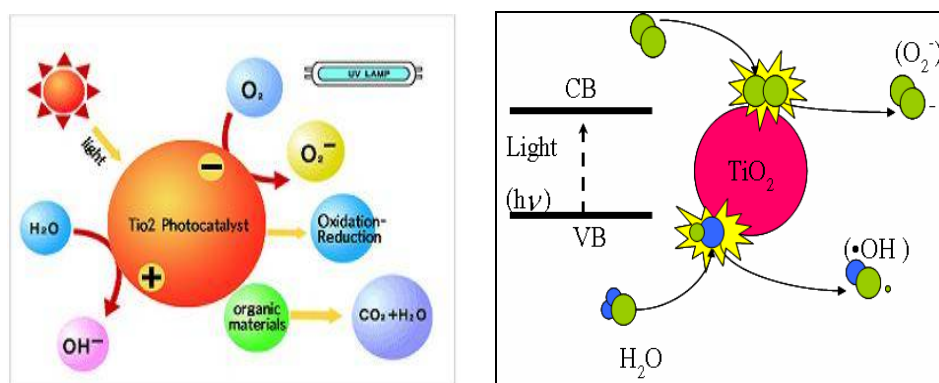 UV LAMP
O₂
light
O₂⁻
−
Tio2 Photocatalyst
H₂O
Oxidation-
Reduction
+
organic
materials
CO₂+H₂O
OH⁻
(O₂⁻)
-
CB
Light
TiO₂
(hν)
VB
(•OH)
H₂O